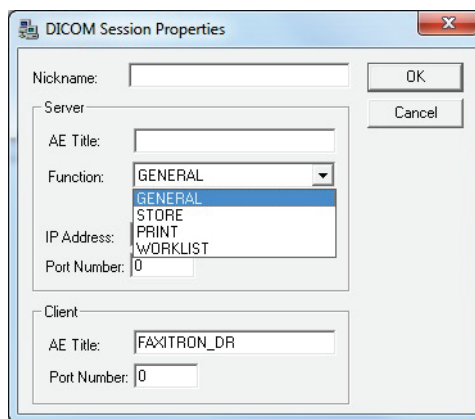 DICOM Session Properties
Nickname:
OK
Cancel
Server
AE Title:
Function: GENERAL
GENERAL
STORE
PRINT
WORKLIST
IP Address:
Port Number: 0
Client
AE Title: FAXITRON_DR
Port Number: 0